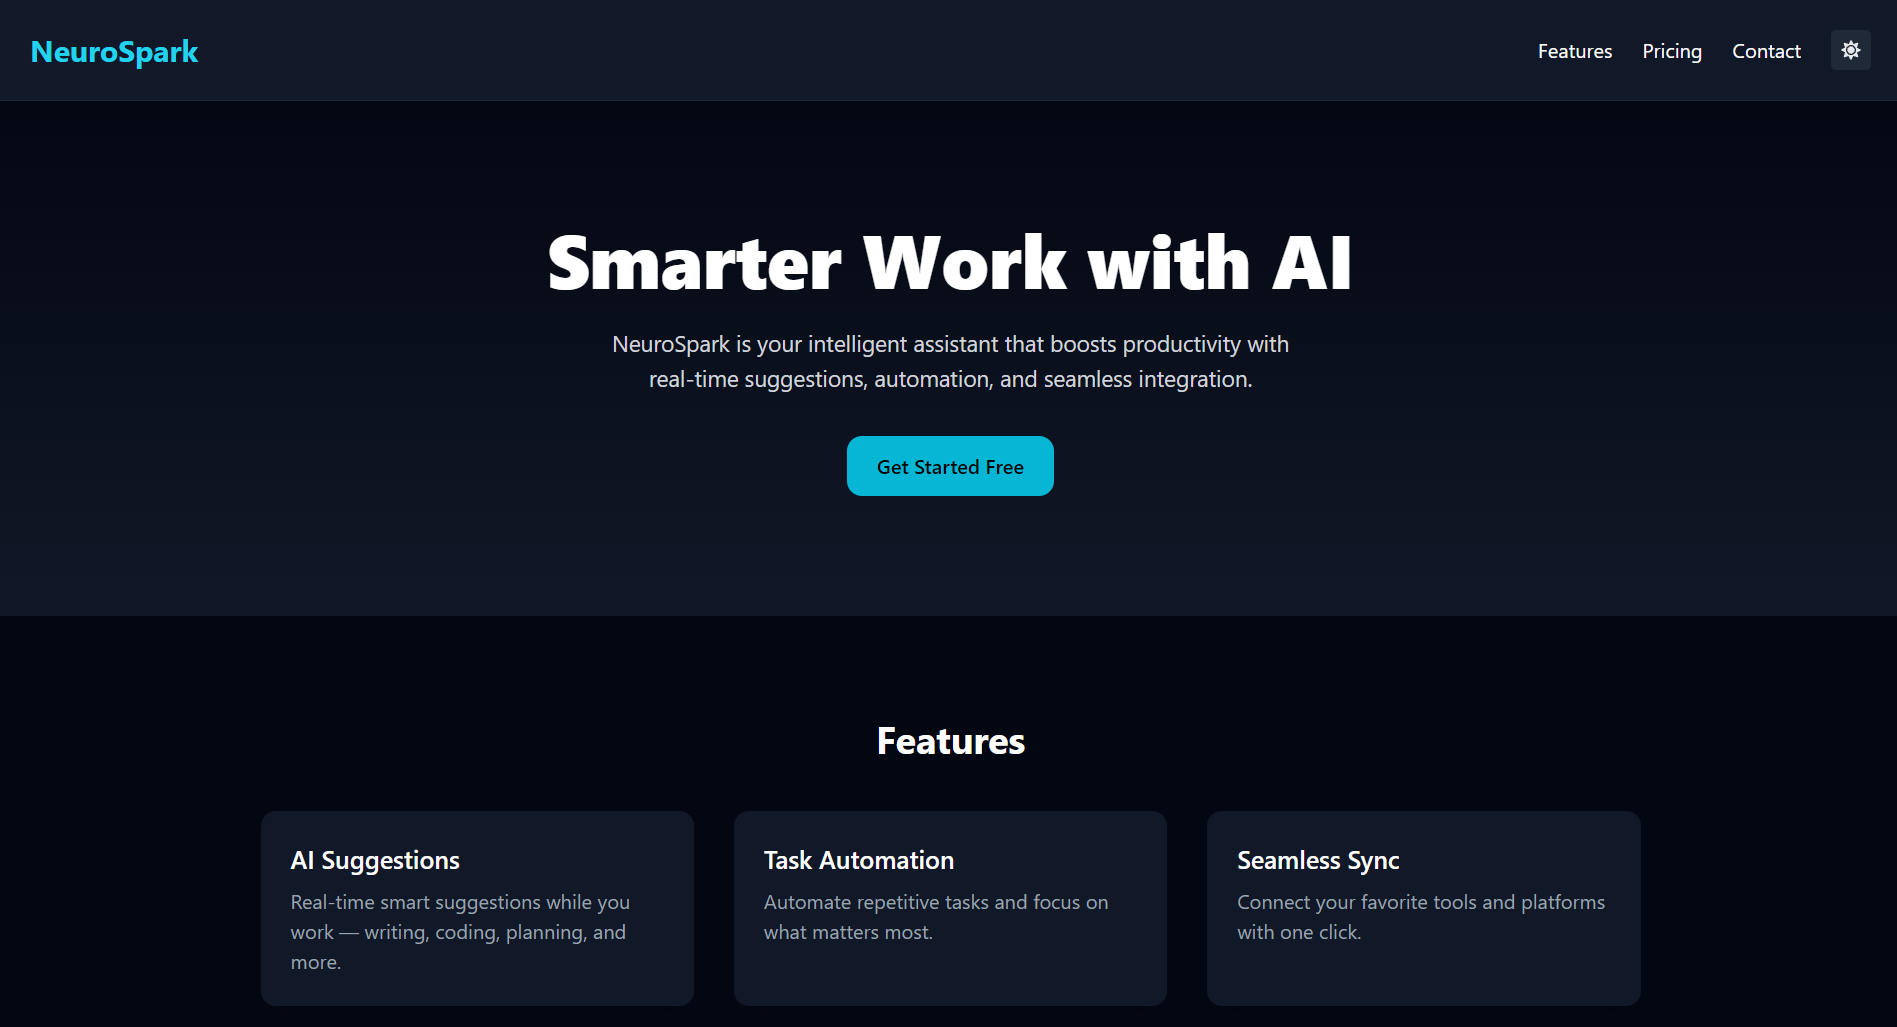 NeuroSpark
Features
Pricing
Contact
Smarter Work with AI
NeuroSpark is your intelligent assistant that boosts productivity with
real-time suggestions, automation, and seamless integration.
Get Started Free
Features
AI Suggestions
Real-time smart suggestions while you
work — writing, coding, planning, and
more.
Task Automation
Automate repetitive tasks and focus on
what matters most.
Seamless Sync
Connect your favorite tools and platforms
with one click.